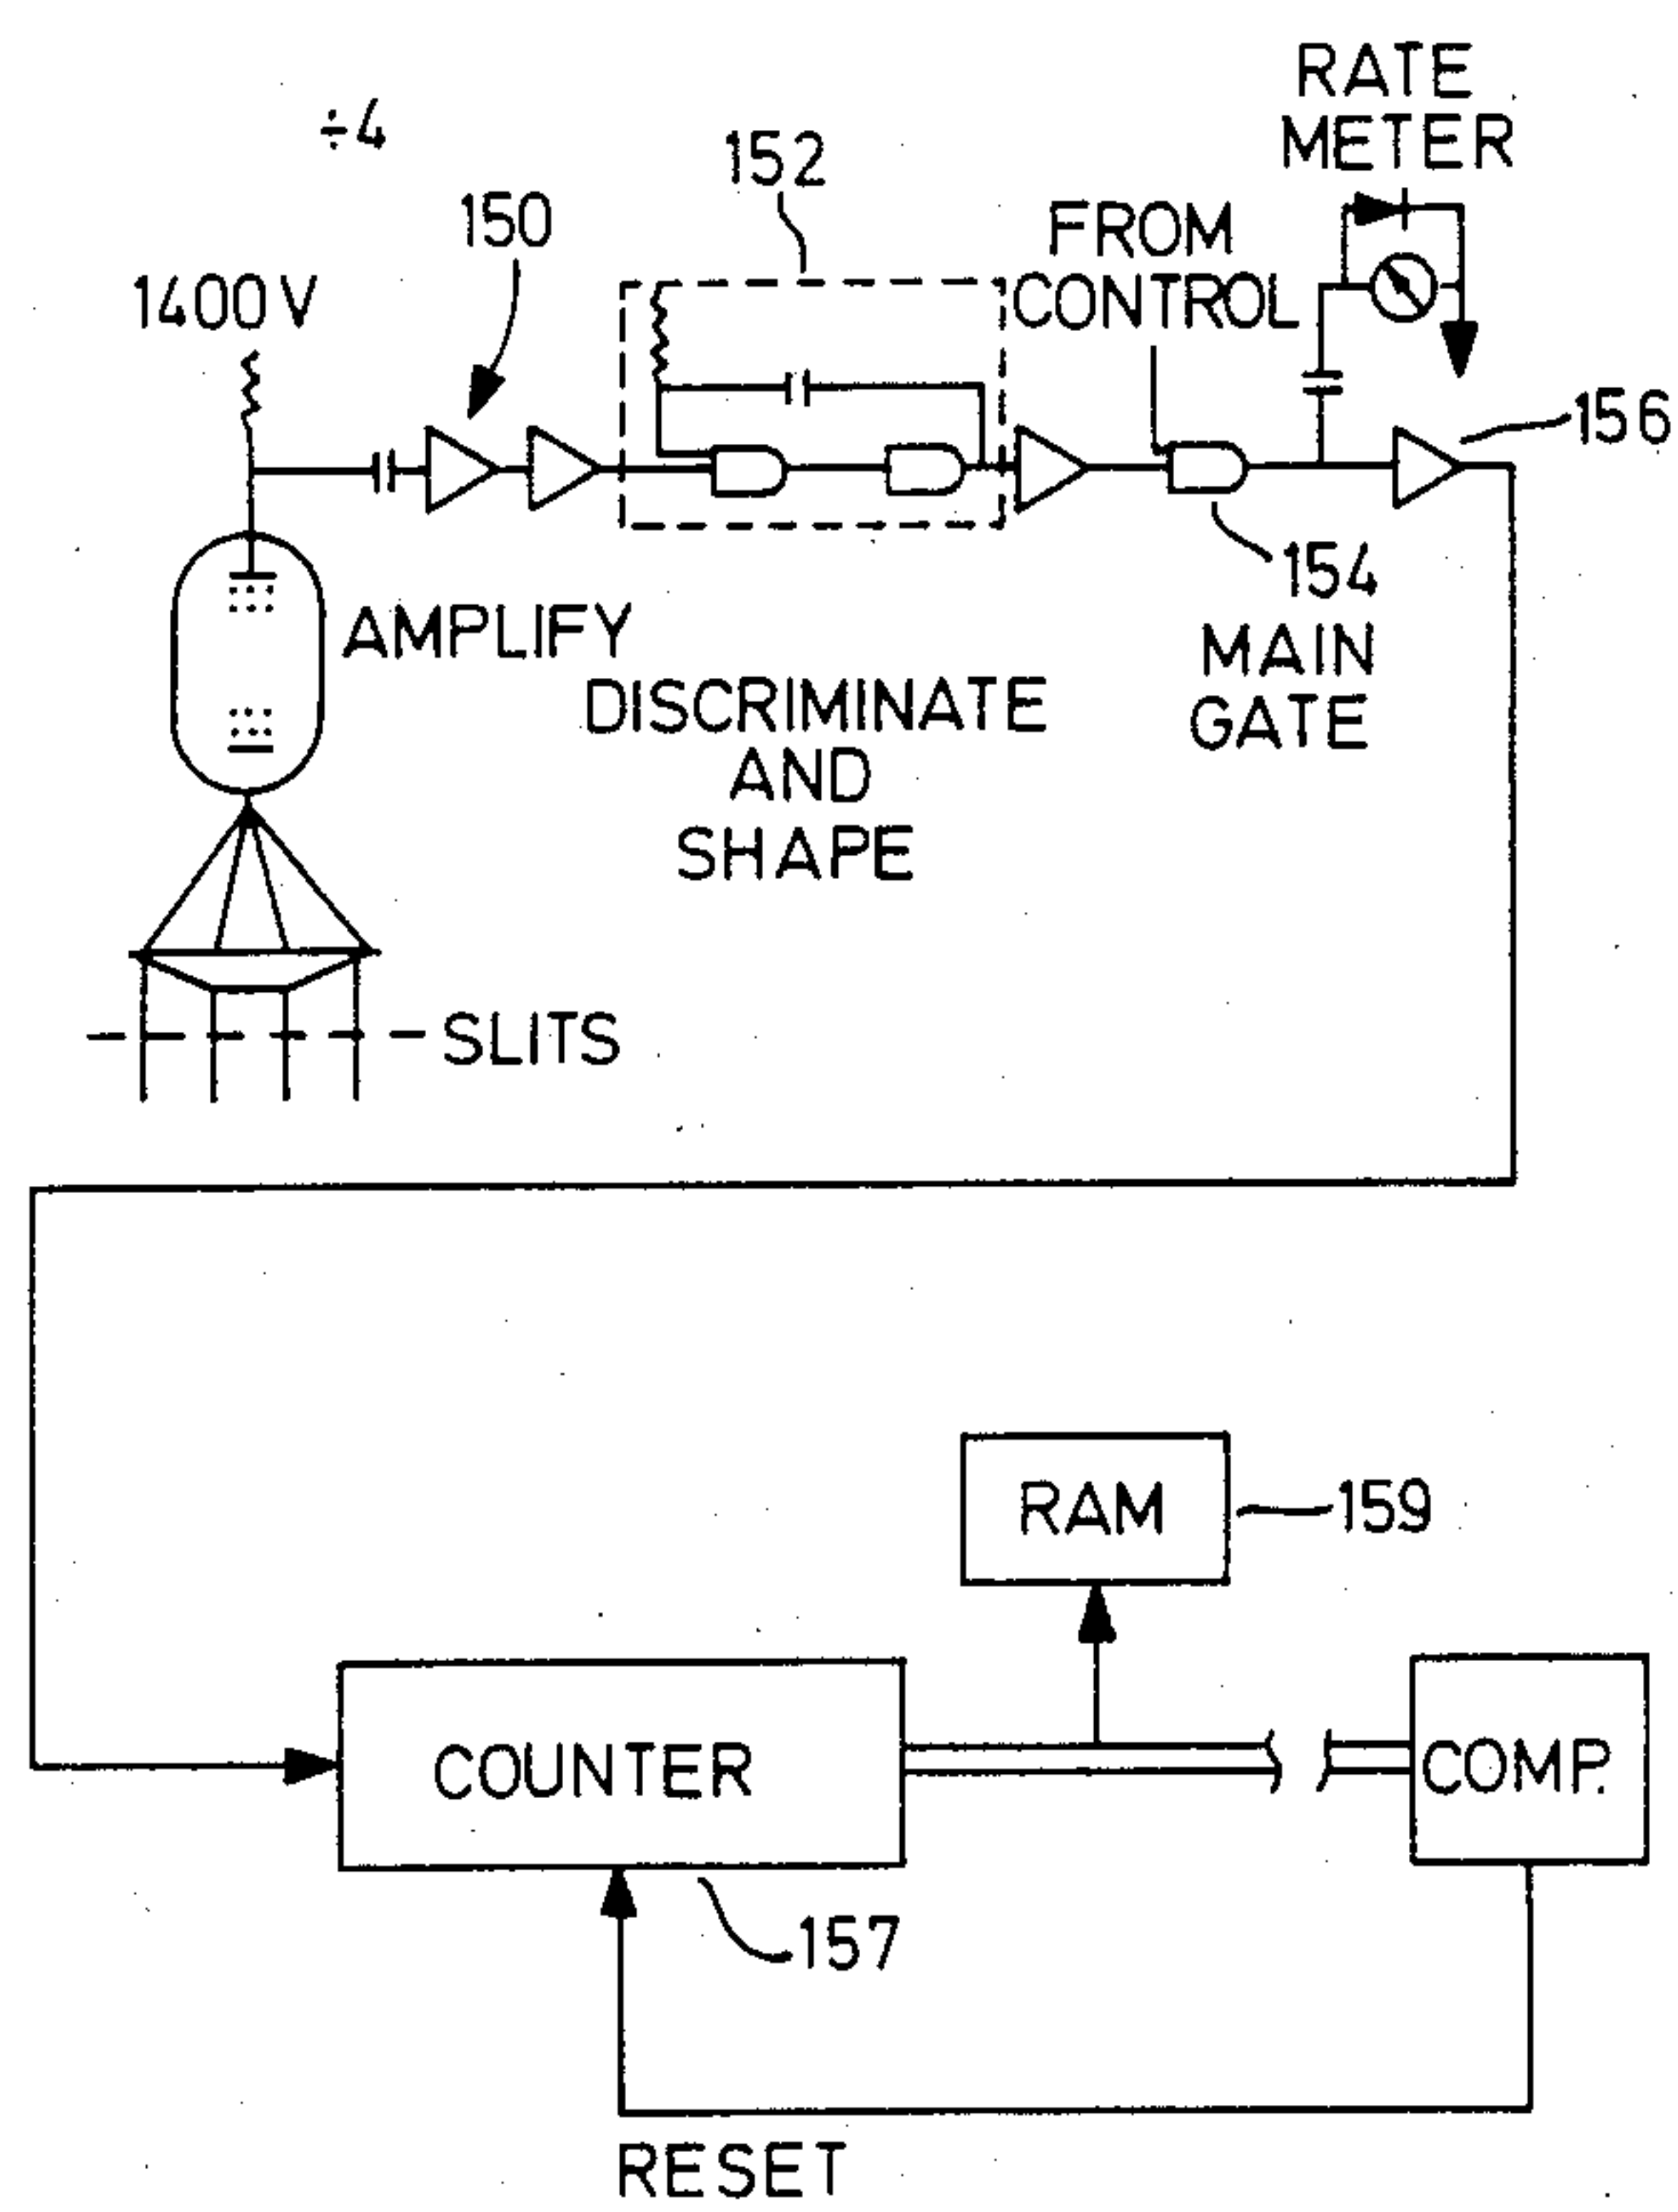 ÷4
150
1400 V
152
FROM
CONTROL
RATE
METER
156
154
MAIN
GATE
AMPLIFY
DISCRIMINATE
AND
SHAPE
SLITS
RAM
159
COUNTER
COMP.
157
RESET